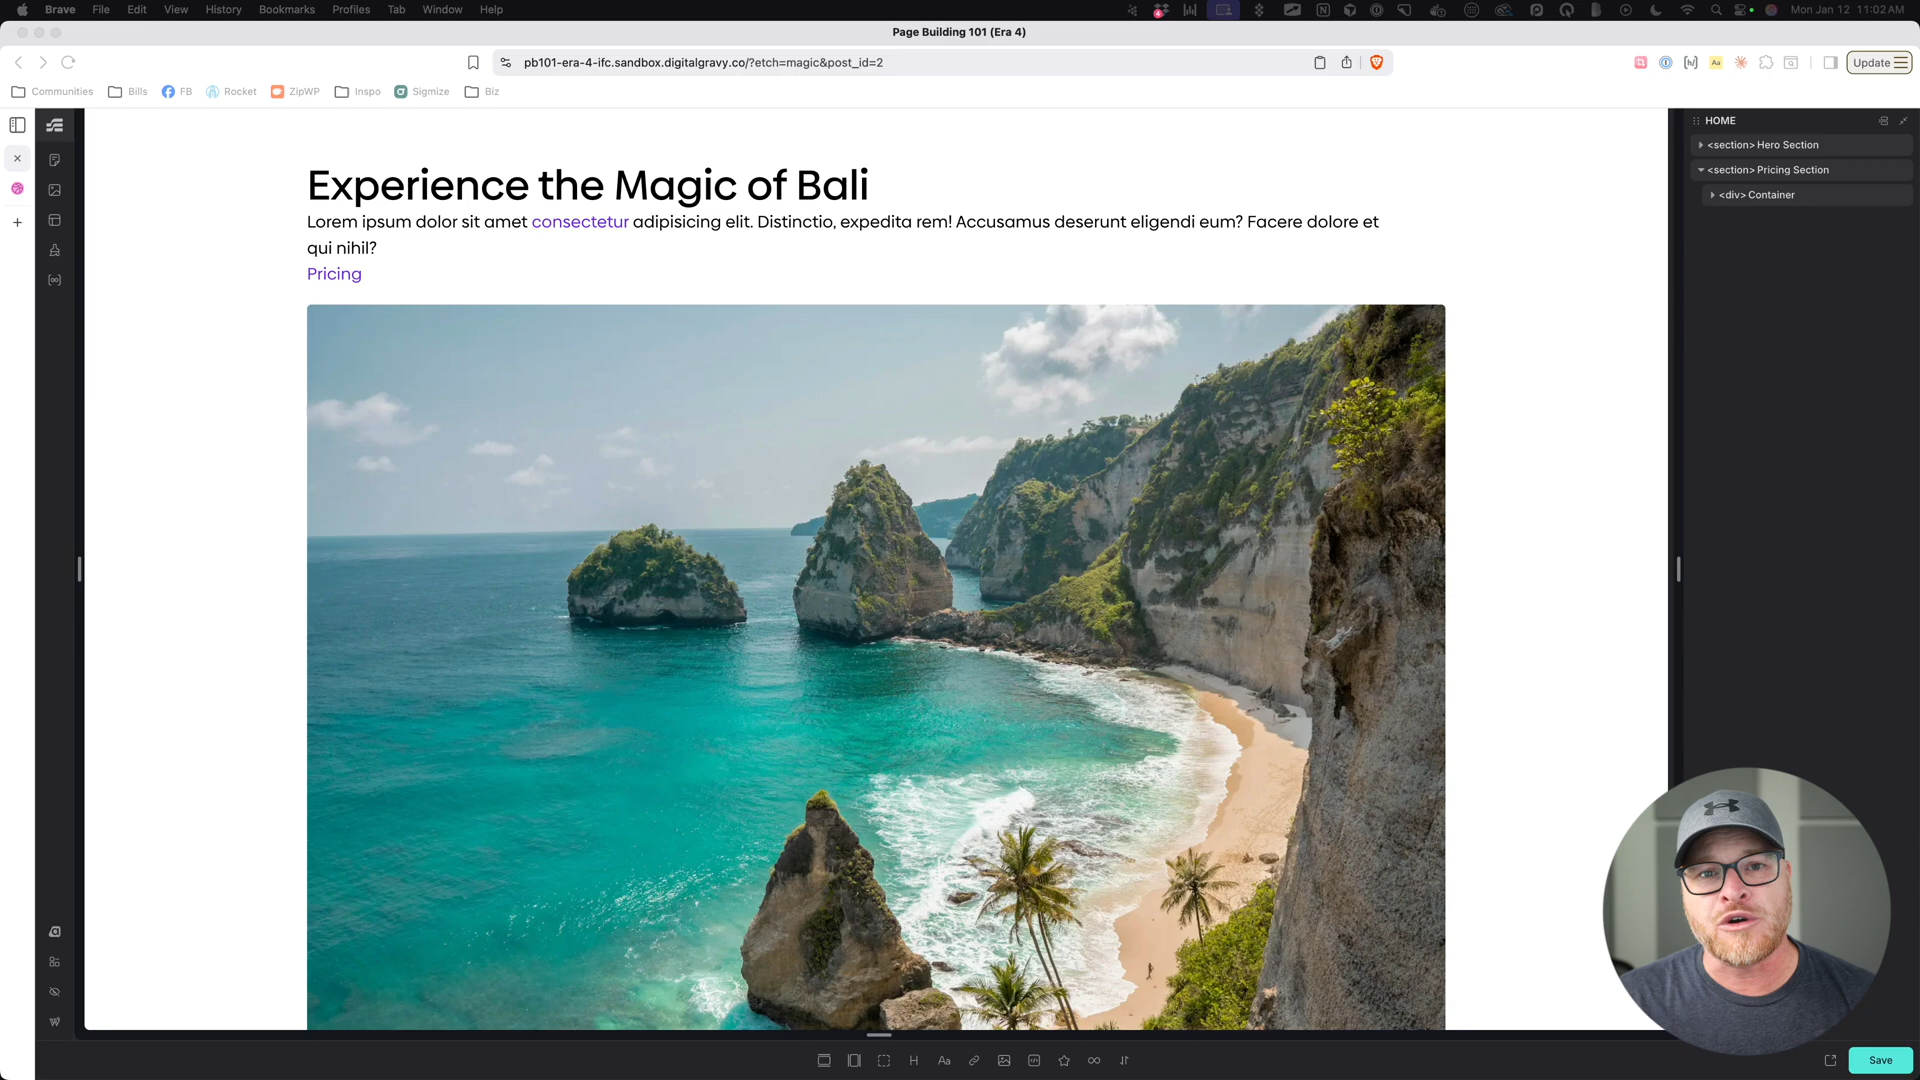 Brave File Edit View History Bookmarks Profiles Tab Window Help
4
Mon Jan 12 11:02 AM
Page Building 101 (Era 4)
pb101-era-4-ifc.sandbox.digitalgravy.co/?etch=magic&post_id=2
Update
Communities Bills FB Rocket ZipWP Inspo Sigmize Biz
HOME
<section> Hero Section
<section> Pricing Section
<div> Container
Experience the Magic of Bali
Lorem ipsum dolor sit amet consectetur adipisicing elit. Distinctio, expedita rem! Accusamus deserunt eligendi eum? Facere dolore et
qui nihil?
Pricing
H Aa
Save